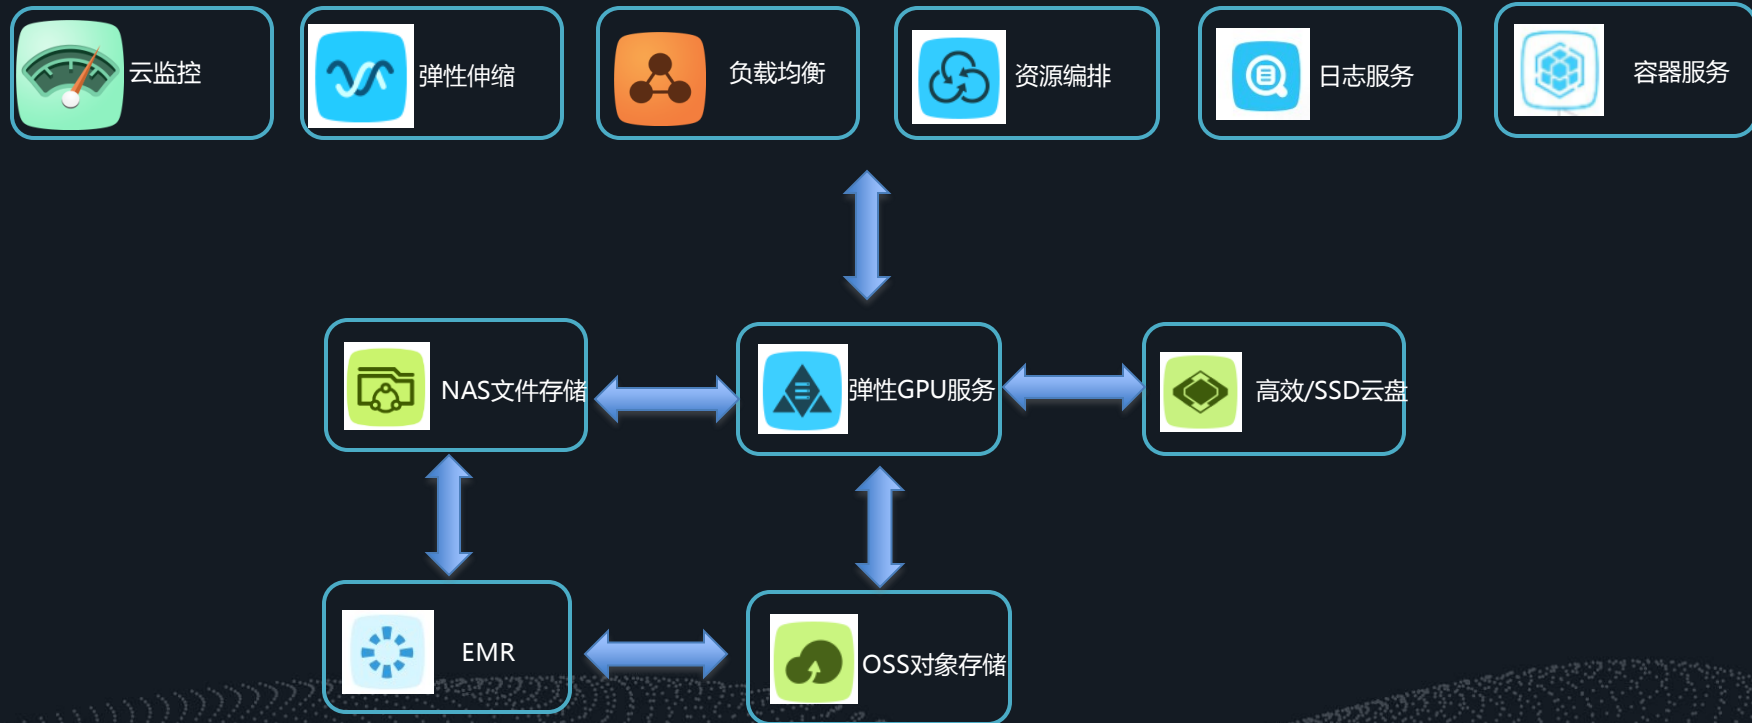 云监控
弹性伸缩
负载均衡
资源编排
日志服务
容器服务
NAS文件存储
弹性GPU服务
高效/SSD云盘
EMR
OSS对象存储